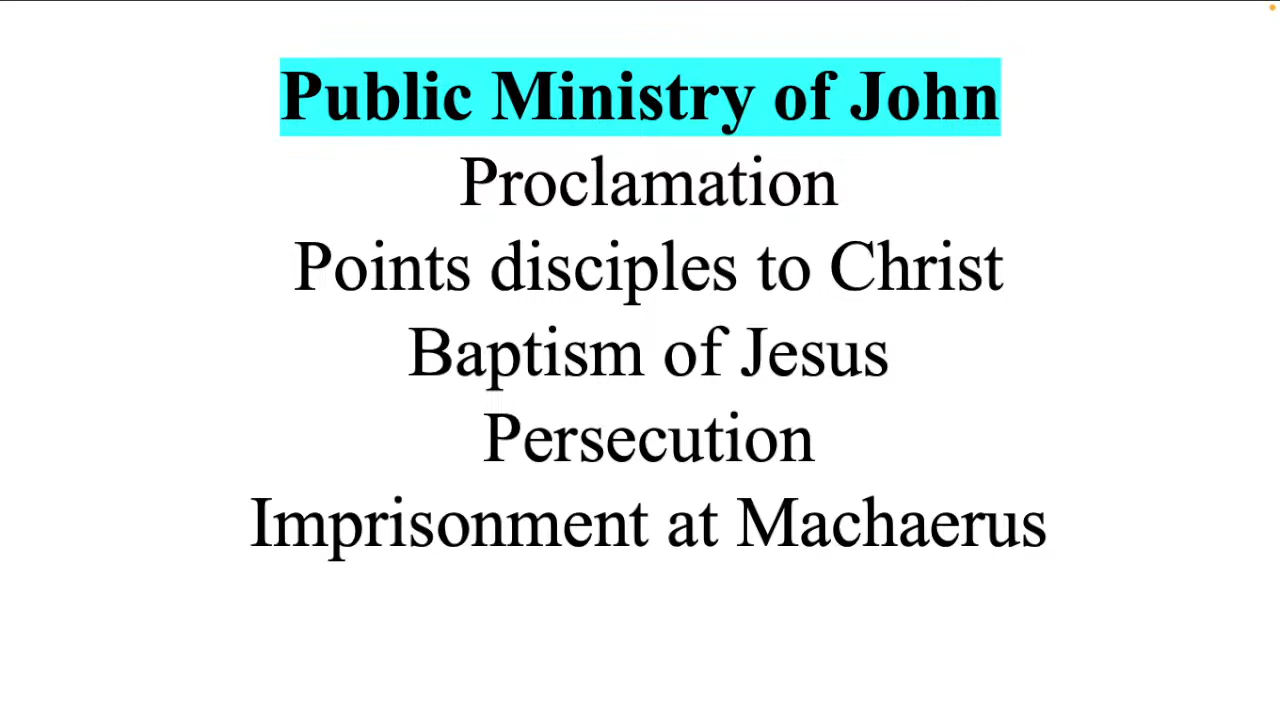 Public Ministry of John
Proclamation
Points disciples to Christ
Baptism of Jesus
Persecution
Imprisonment at Machaerus